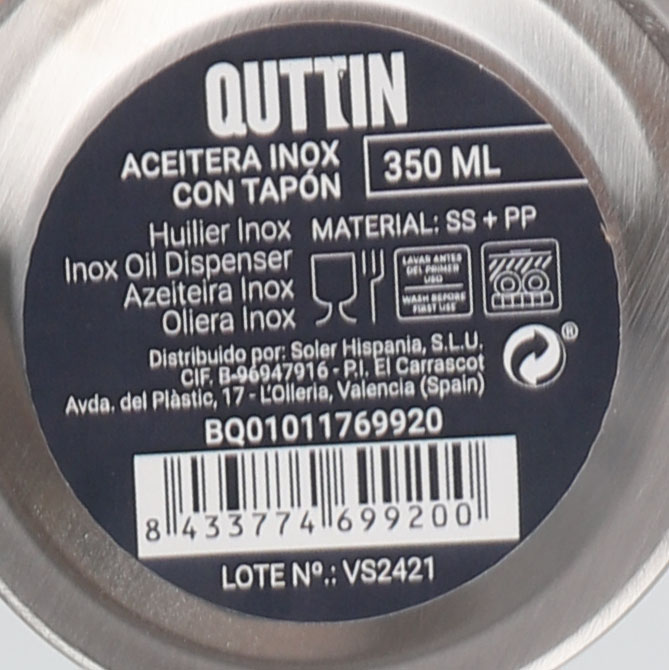 QUTTIN
ACEITERA INOX
CON TAPÓN
350 ML
Huilier Inox
Inox Oil Dispenser
Azeiteira Inox
Oliera Inox
MATERIAL: SS + PP
LAVAR ANTES
DEL PRIMER
USO
WASH BEFORE
FIRST USE
Distribuido por: Soler Hispania, S.L.U.
CIF. B-96947916 - P.I. El Carrascot
Avda. del Plàstic, 17 - L'Olleria, Valencia (Spain)
®
BQ01011769920
8 433774 699200
LOTE Nº.: VS2421